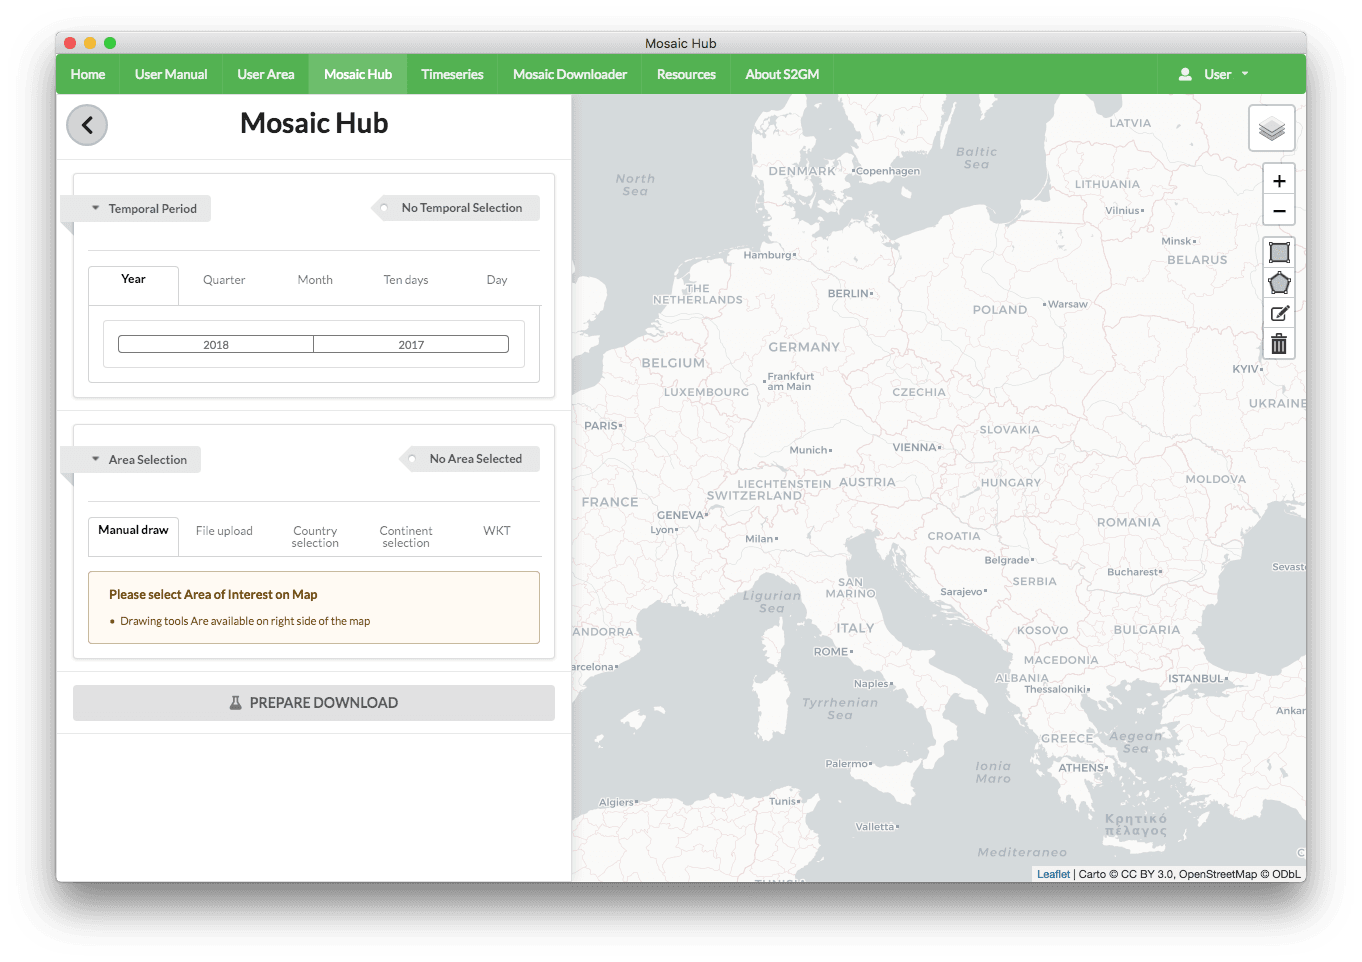 Mosaic Hub
Home User Manual User Area Mosaic Hub Timeseries Mosaic Downloader Resources About S2GM User
Mosaic Hub
Temporal Period No Temporal Selection
Year Quarter Month Ten days Day
2018 2017
Area Selection No Area Selected
Manual draw File upload Country selection Continent selection WKT
Please select Area of Interest on Map
• Drawing tools Are available on right side of the map
PREPARE DOWNLOAD
LATVIA
North Sea
Baltic Sea
DENMARK
Copenhagen
LITHUANIA
Vilnius
Minsk
BELARUS
Hamburg
THE NETHERLANDS
BERLIN
Warsaw
POLAND
GERMANY
BELGIUM
Frankfurt am Main
LUXEMBOURG
CZECHIA
KYIV
UKRAINE
PARIS
SLOVAKIA
Munich
VIENNA
LIECHTENSTEIN
AUSTRIA
HUNGARY
MOLDOVA
SWITZERLAND
FRANCE
GENEVA
Lyon
ROMANIA
Milan
CROATIA
Belgrade
Bucharest
Sevast
SERBIA
SAN MARINO
Sarajevo
Ligurian Sea
ANDORRA
ITALY
KOSOVO
BULGARIA
ROME
arcelona
MACEDONIA
ALBANIA
ISTANBUL
Naples
Thessaloniki
Tyrrhenian Sea
Ankar
GREECE
Aegean Sea
Palermo
Ionia Maro
ATHENS
Algiers
Tunis
Valletta
Κρητικό πέλαγος
Mediteraneo
TUNISIA
C
+
−
Leaflet | Carto © CC BY 3.0, OpenStreetMap © ODbL